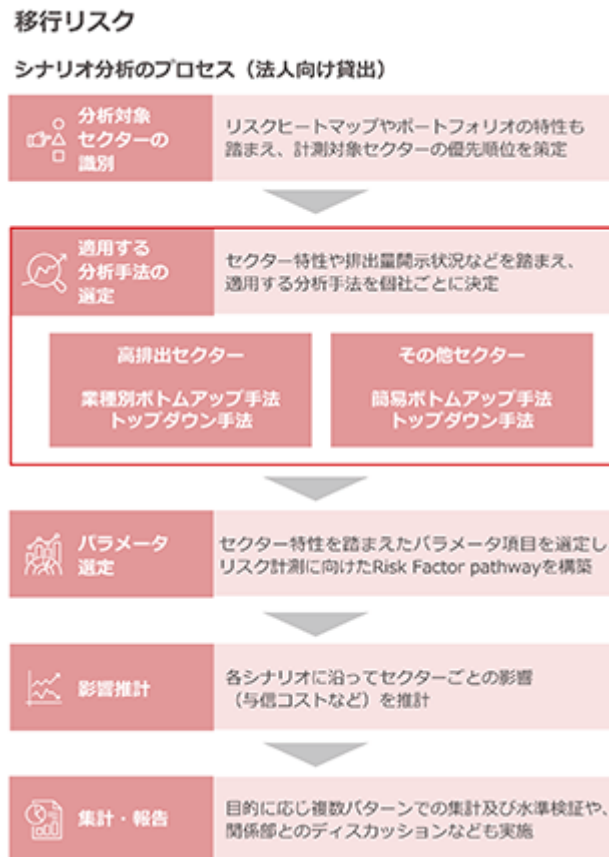 移行リスク
シナリオ分析のプロセス（法人向け貸出）
分析対象
セクターの
識別
リスクヒートマップやポートフォリオの特性も
踏まえ、計測対象セクターの優先順位を策定
適用する
分析手法の
選定
セクター特性や排出量開示状況などを踏まえ、
適用する分析手法を個社ごとに決定
高排出セクター
業種別ボトムアップ手法
トップダウン手法
その他セクター
簡易ボトムアップ手法
トップダウン手法
パラメータ
選定
セクター特性を踏まえたパラメータ項目を選定し
リスク計測に向けたRisk Factor pathwayを構築
影響推計
各シナリオに沿ってセクターごとの影響
（与信コストなど）を推計
集計・報告
目的に応じ複数パターンでの集計及び水準検証や、
関係部とのディスカッションなども実施